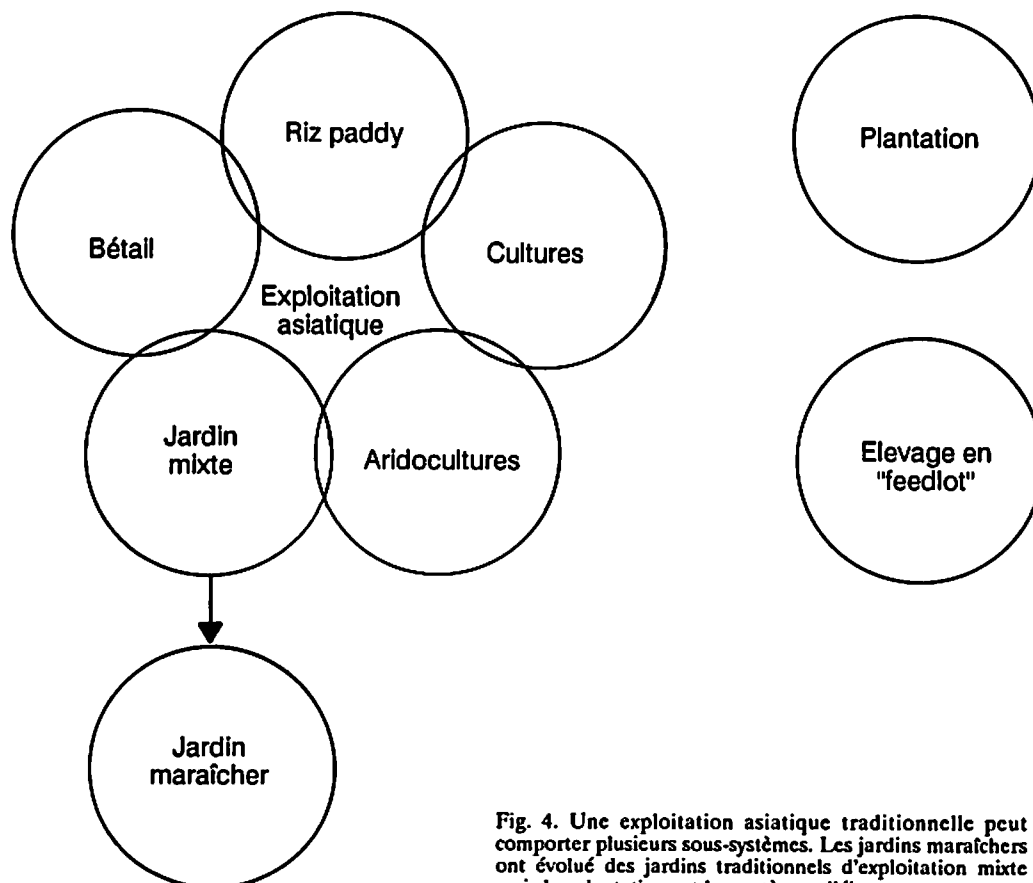 Riz paddy
Plantation
Bétail
Cultures
Exploitation
asiatique
Jardin
mixte
Aridocultures
Elevage en
"feedlot"
Jardin
maraîcher
Fig. 4. Une exploitation asiatique traditionnelle peut
comporter plusieurs sous-systèmes. Les jardins maraîchers
ont évolué des jardins traditionnels d'exploitation mixte